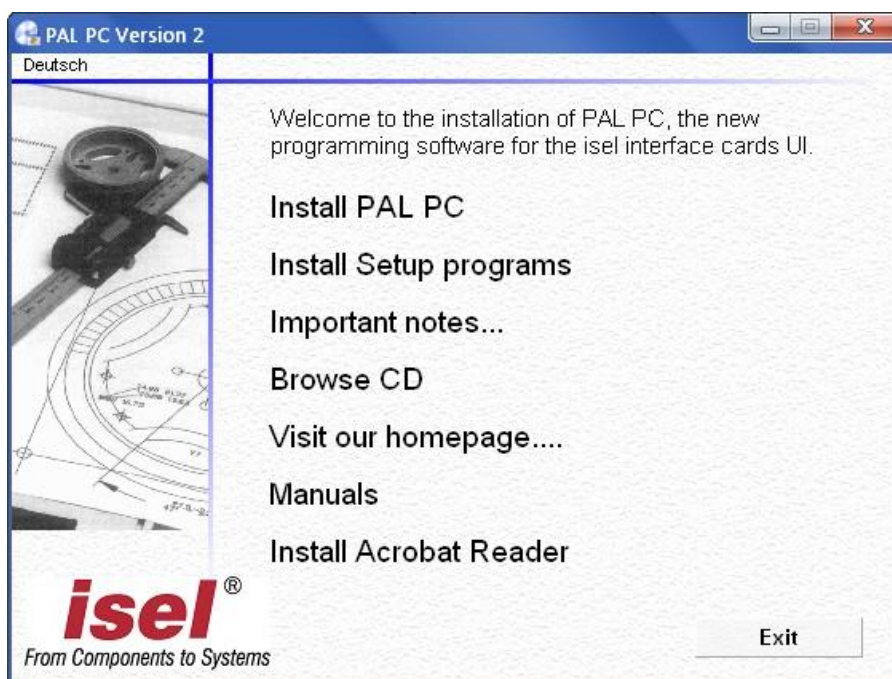 PAL PC Version 2
Deutsch
Welcome to the installation of PAL PC, the new
programming software for the isel interface cards UI.
Install PAL PC
Install Setup programs
Important notes...
Browse CD
Visit our homepage....
Manuals
Install Acrobat Reader
isel®
From Components to Systems
Exit